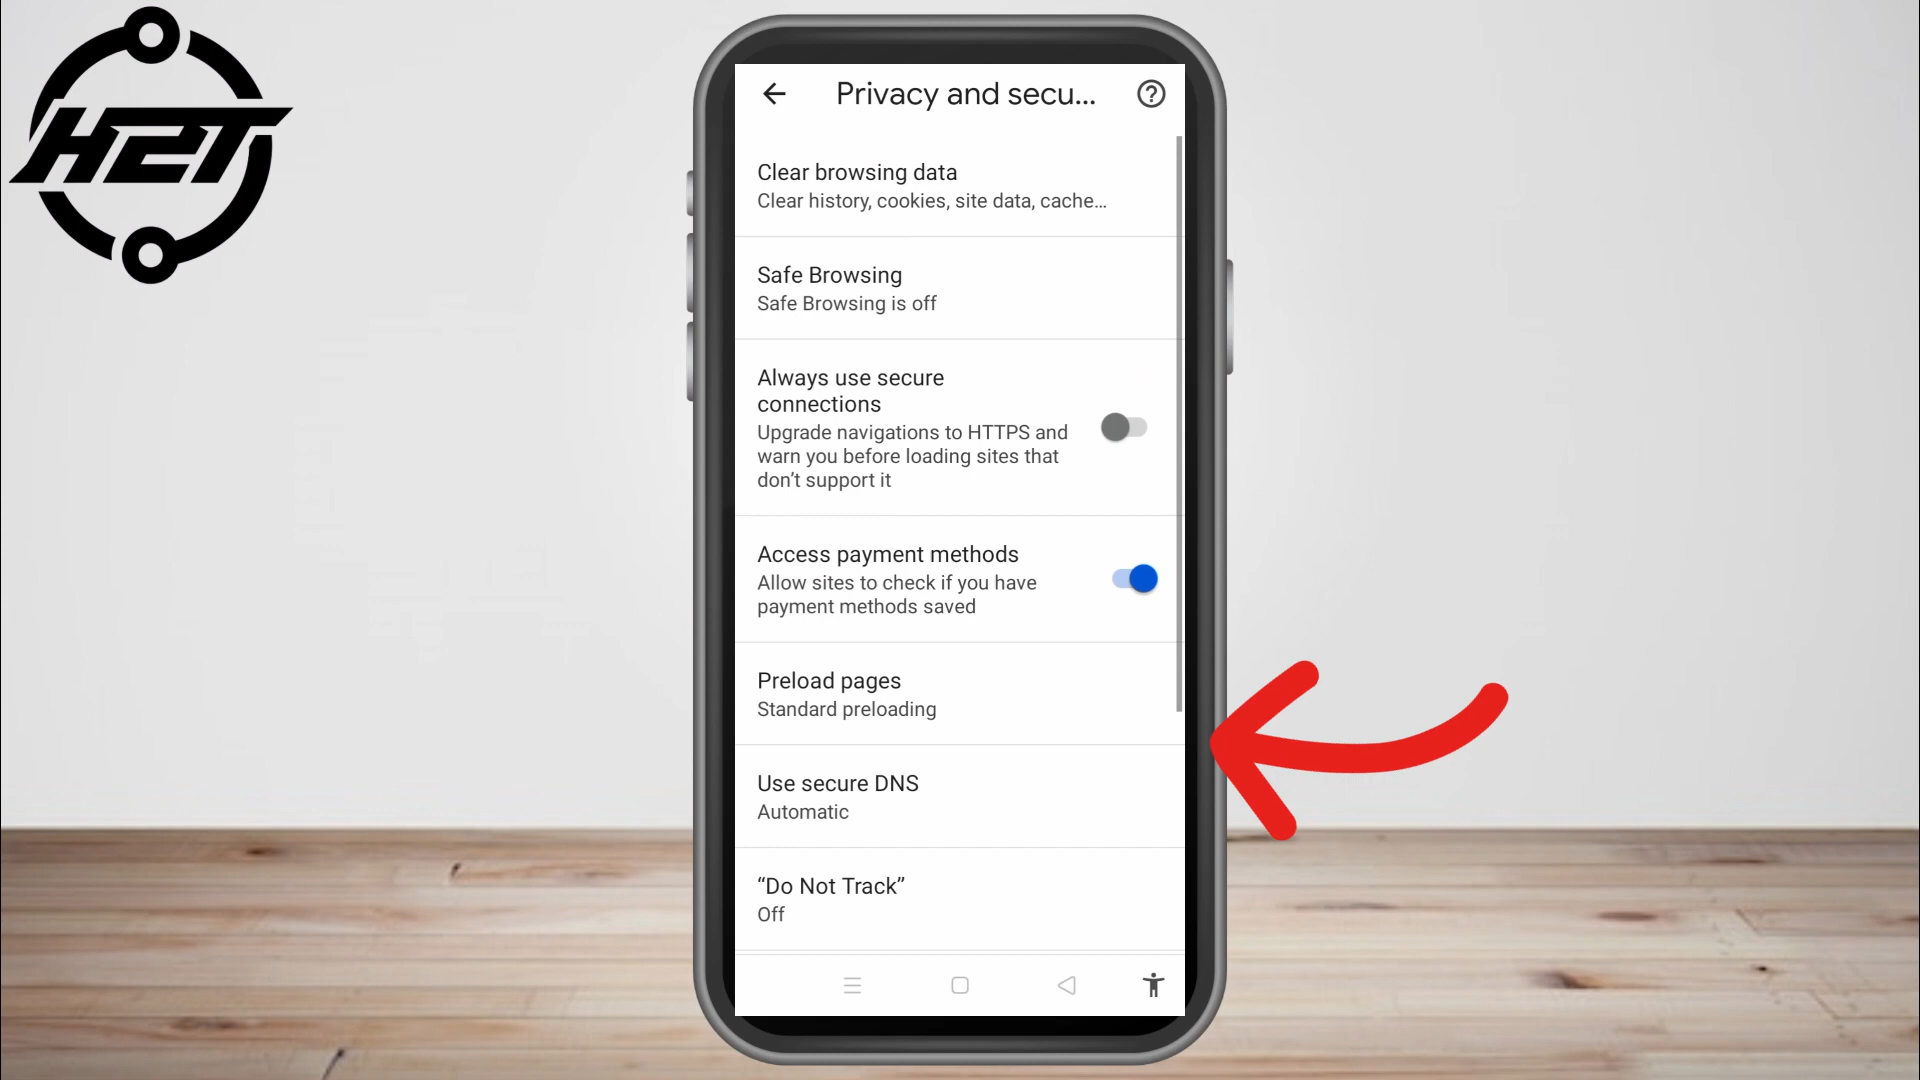 H2T
Privacy and secu...
Clear browsing data
Clear history, cookies, site data, cache...
Safe Browsing
Safe Browsing is off
Always use secure
connections
Upgrade navigations to HTTPS and
warn you before loading sites that
don’t support it
Access payment methods
Allow sites to check if you have
payment methods saved
Preload pages
Standard preloading
Use secure DNS
Automatic
“Do Not Track”
Off